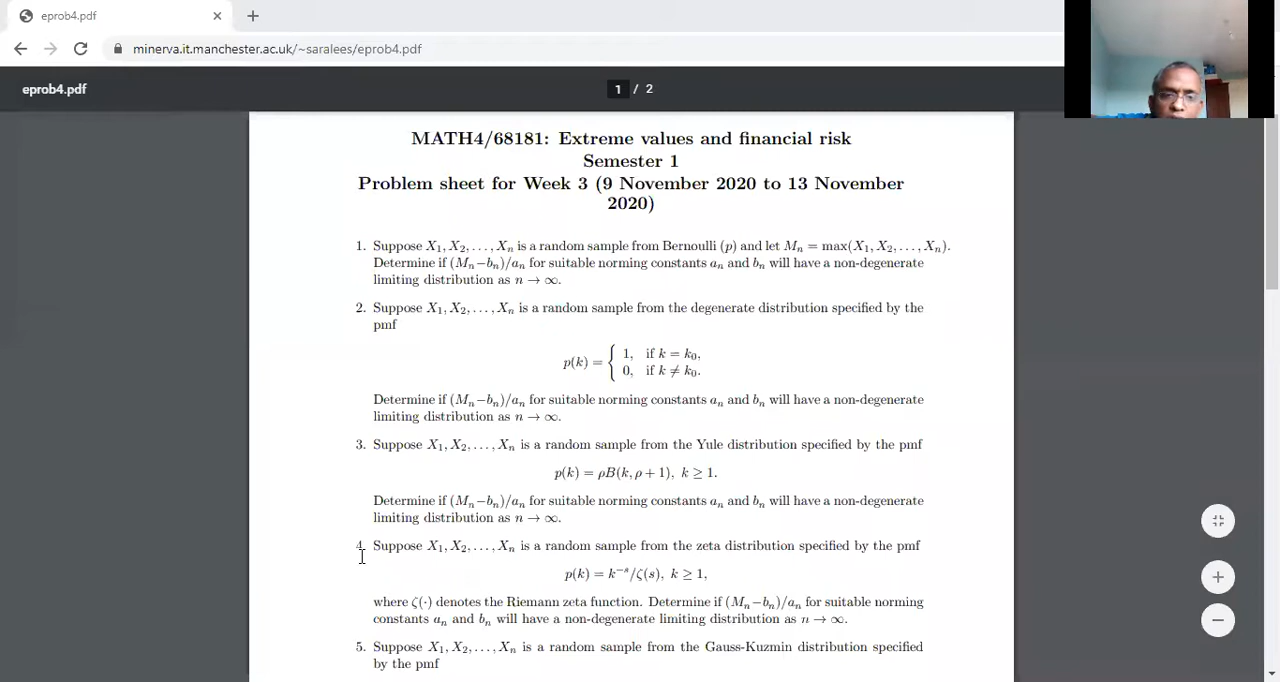 eprob4.pdf
minerva.it.manchester.ac.uk/~saralees/eprob4.pdf
eprob4.pdf
1 / 2
MATH4/68181: Extreme values and financial risk
Semester 1
Problem sheet for Week 3 (9 November 2020 to 13 November
2020)
1. Suppose X₁, X₂, . . . , Xₙ is a random sample from Bernoulli (p) and let Mₙ = max(X₁, X₂, . . . , Xₙ).
Determine if (Mₙ−bₙ)/aₙ for suitable norming constants aₙ and bₙ will have a non-degenerate
limiting distribution as n → ∞.
2. Suppose X₁, X₂, . . . , Xₙ is a random sample from the degenerate distribution specified by the
pmf
p(k) = { 1, if k = k₀,
0, if k ≠ k₀.
Determine if (Mₙ−bₙ)/aₙ for suitable norming constants aₙ and bₙ will have a non-degenerate
limiting distribution as n → ∞.
3. Suppose X₁, X₂, . . . , Xₙ is a random sample from the Yule distribution specified by the pmf
p(k) = ρB(k, ρ + 1), k ≥ 1.
Determine if (Mₙ−bₙ)/aₙ for suitable norming constants aₙ and bₙ will have a non-degenerate
limiting distribution as n → ∞.
4. Suppose X₁, X₂, . . . , Xₙ is a random sample from the zeta distribution specified by the pmf
p(k) = k⁻ˢ/ζ(s), k ≥ 1,
where ζ(·) denotes the Riemann zeta function. Determine if (Mₙ−bₙ)/aₙ for suitable norming
constants aₙ and bₙ will have a non-degenerate limiting distribution as n → ∞.
5. Suppose X₁, X₂, . . . , Xₙ is a random sample from the Gauss-Kuzmin distribution specified
by the pmf